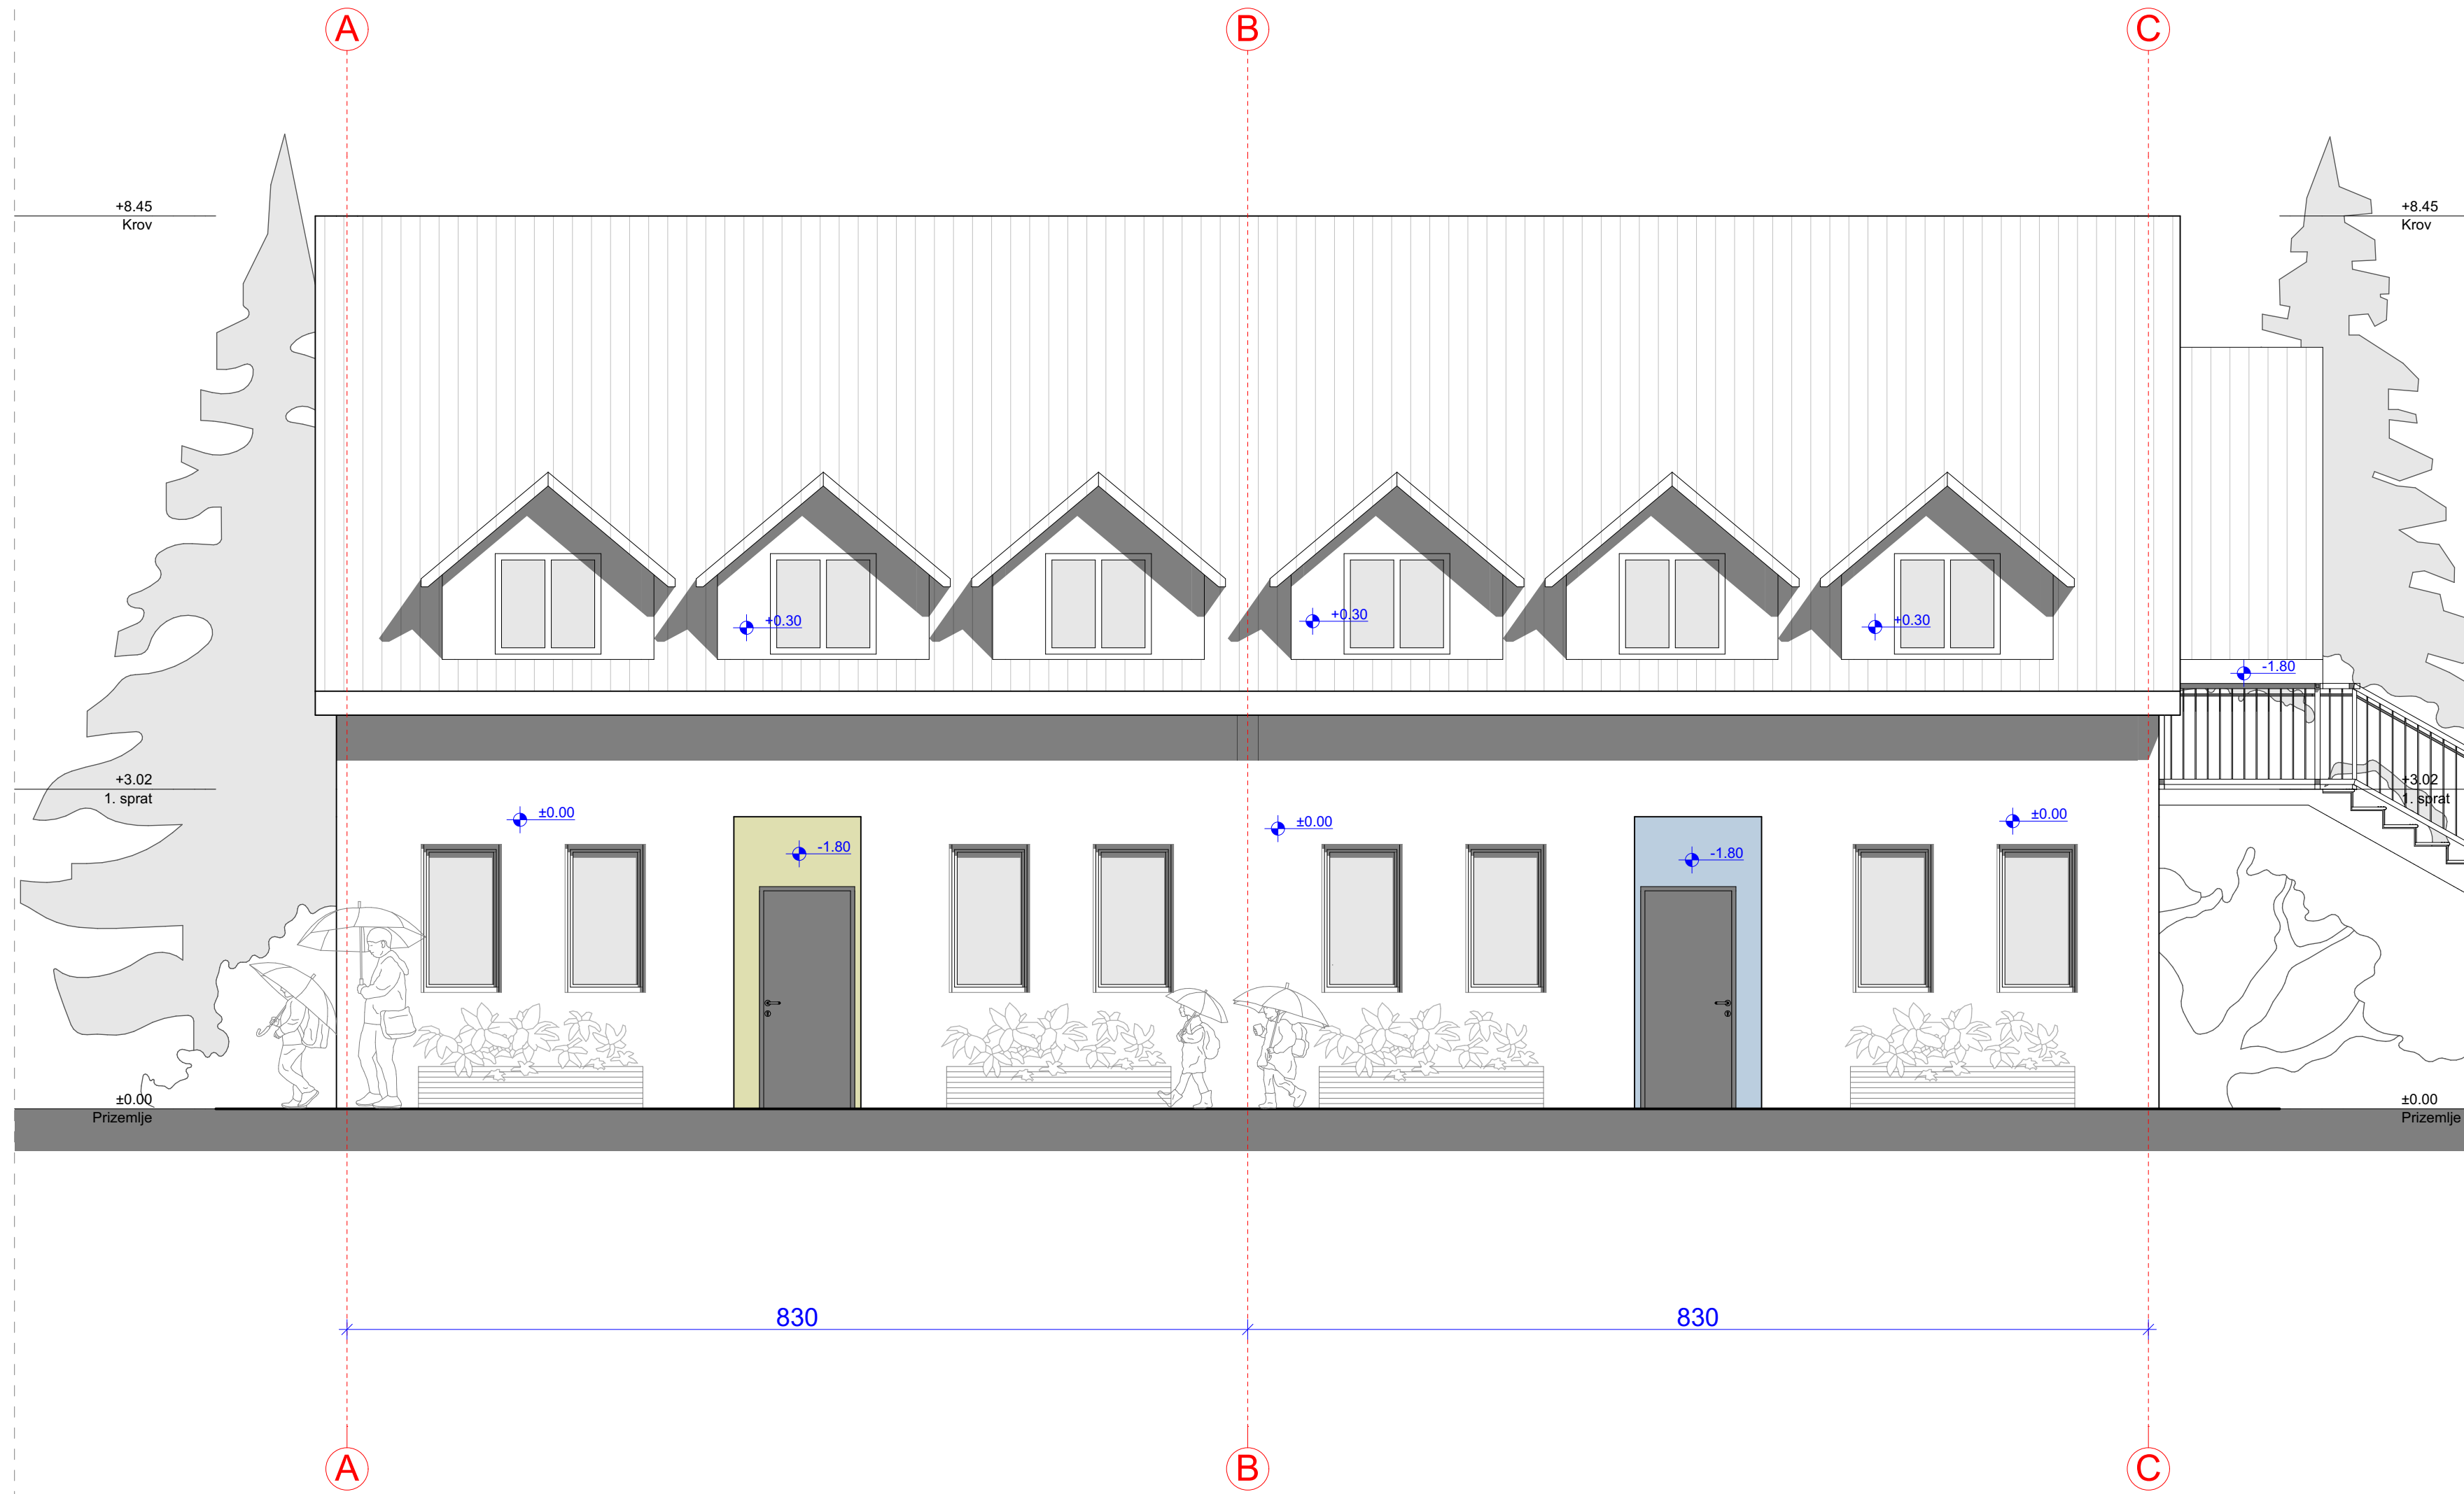 A B C
+8.45 +8.45
Krov Krov
+0.30 +0.30 +0.30
-1.80
+3.02 +3.02
1. sprat 1. sprat
±0.00 ±0.00 ±0.00
-1.80 -1.80
±0.00 ±0.00
Prizemlje Prizemlje
830 830
A B C